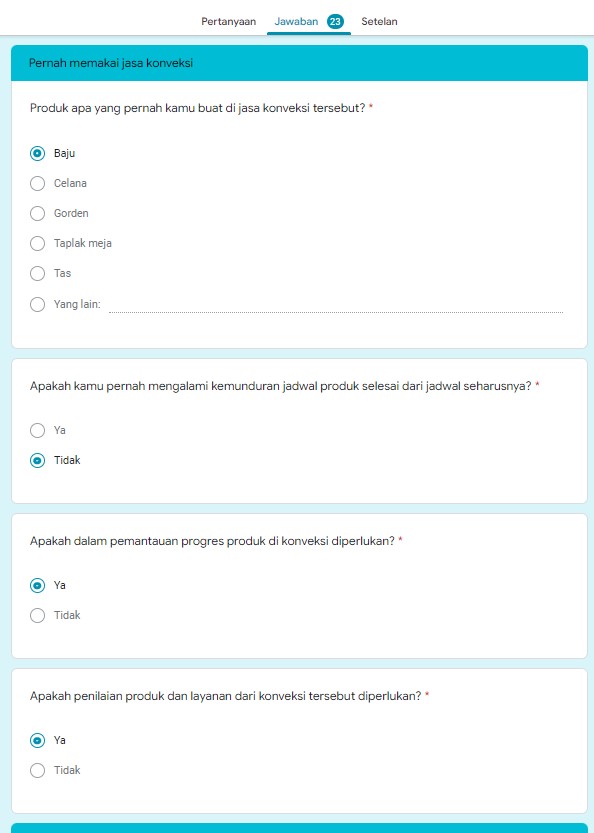 Pertanyaan Jawaban 23 Setelan
Pernah memakai jasa konveksi
Produk apa yang pernah kamu buat di jasa konveksi tersebut? *
Baju
Celana
Gorden
Taplak meja
Tas
Yang lain:
Apakah kamu pernah mengalami kemunduran jadwal produk selesai dari jadwal seharusnya? *
Ya
Tidak
Apakah dalam pemantauan progres produk di konveksi diperlukan? *
Ya
Tidak
Apakah penilaian produk dan layanan dari konveksi tersebut diperlukan? *
Ya
Tidak